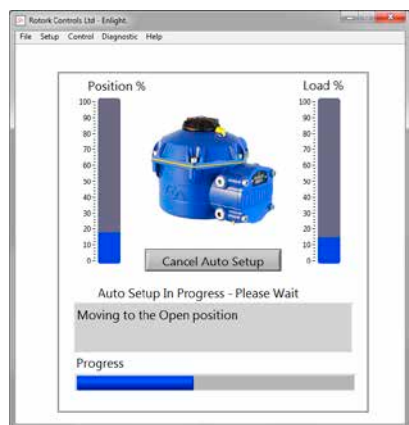 Rotork Controls Ltd - Enlight.
File Setup Control Diagnostic Help
Position % Load %
100 100
90 90
80 80
70 70
60 60
50 50
40 40
30 30
20 20
10 10
0 0
Cancel Auto Setup
Auto Setup In Progress - Please Wait
Moving to the Open position
Progress